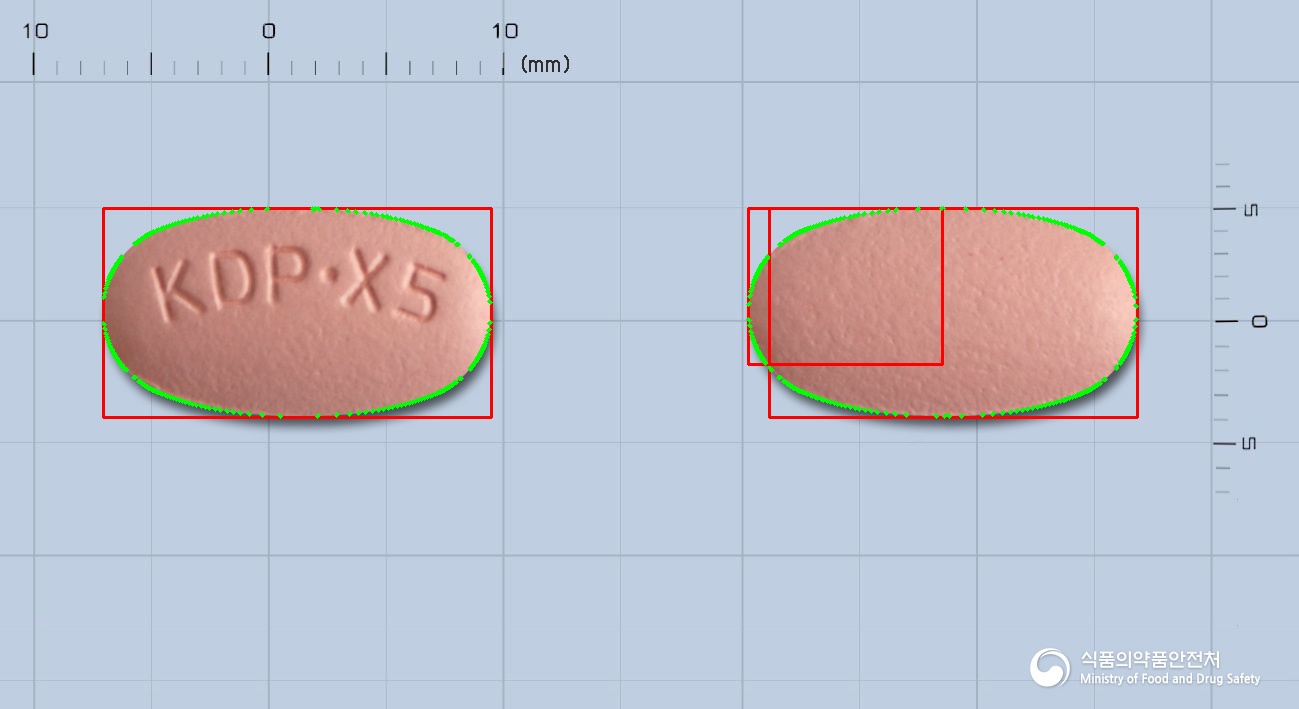 10 0 10
(mm)
KDP·X5
5
0
5
식품의약품안전처
Ministry of Food and Drug Safety